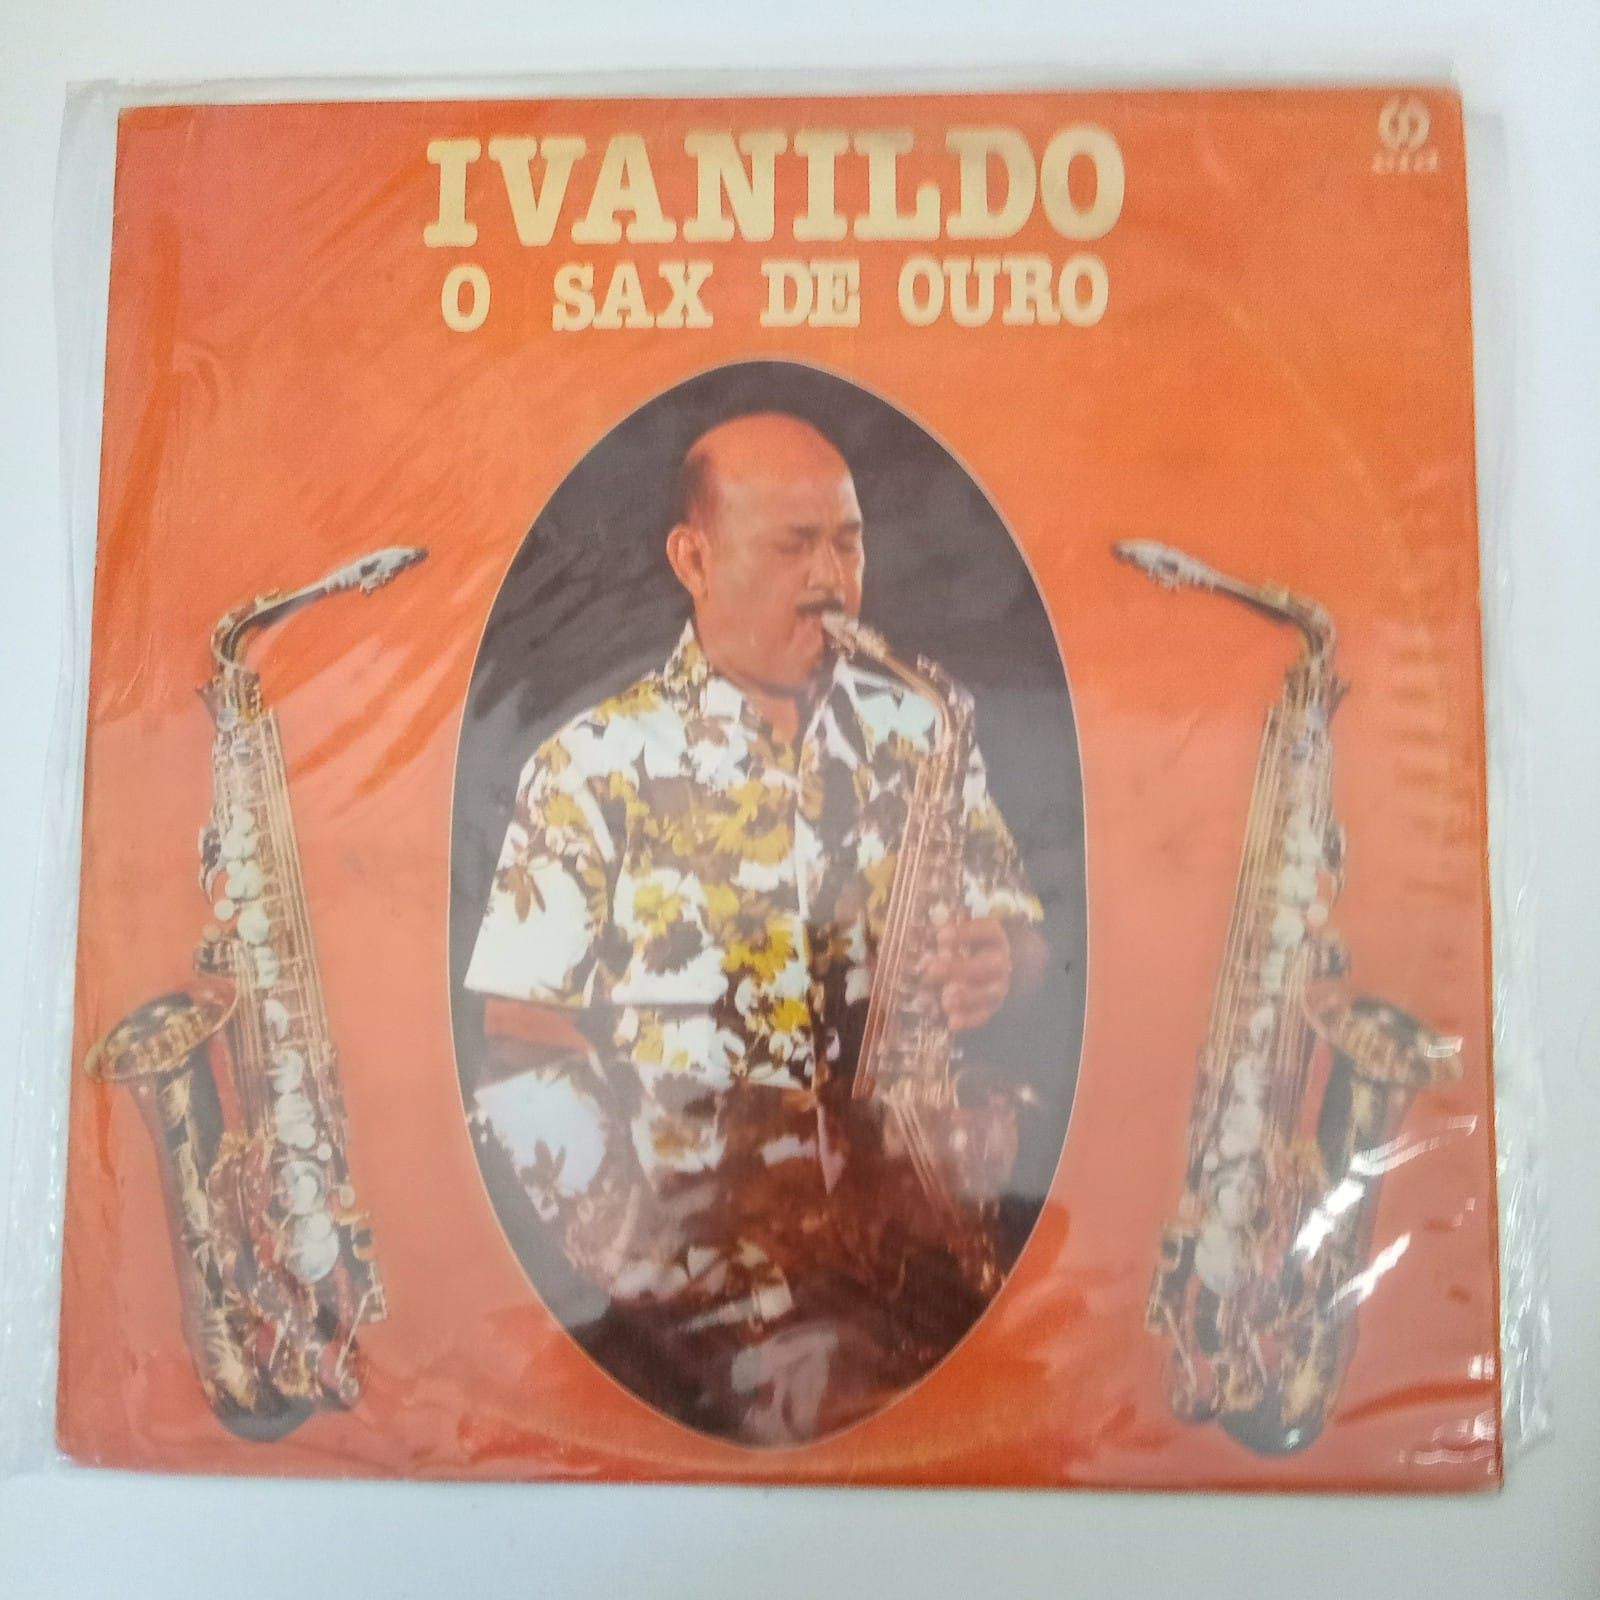 IVANILDO
O SAX DE OURO